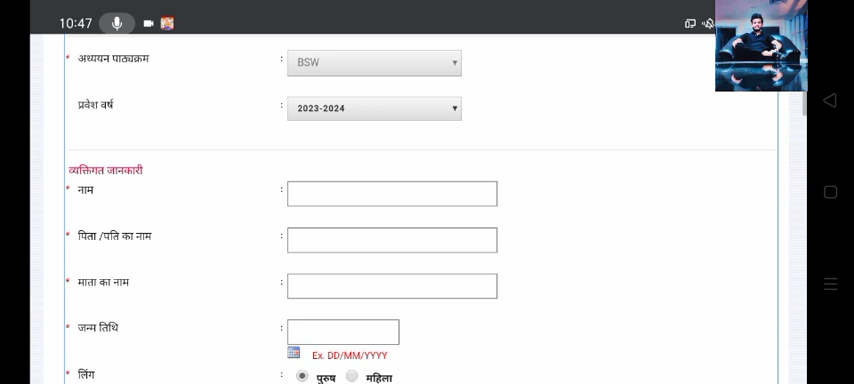 10:47
* अध्ययन पाठ्यक्रम : BSW
प्रवेश वर्ष : 2023-2024
व्यक्तिगत जानकारी
* नाम :
* पिता /पति का नाम :
* माता का नाम :
* जन्म तिथि :
Ex. DD/MM/YYYY
* लिंग : पुरुष महिला